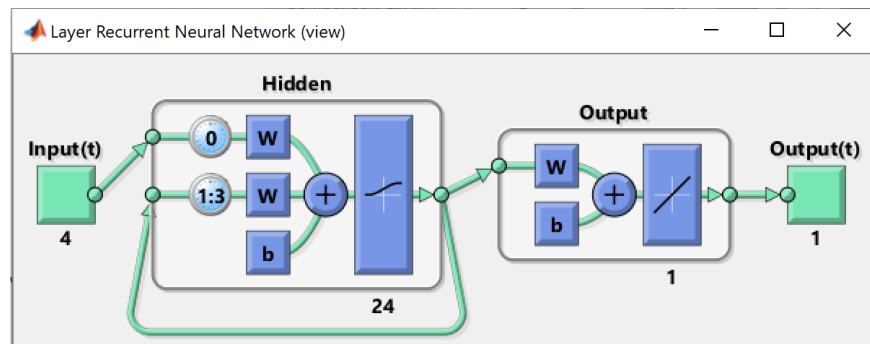 Layer Recurrent Neural Network (view)
Hidden
Output
Input(t)
Output(t)
0
W
1:3
W
b
+
W
b
+
4
24
1
1